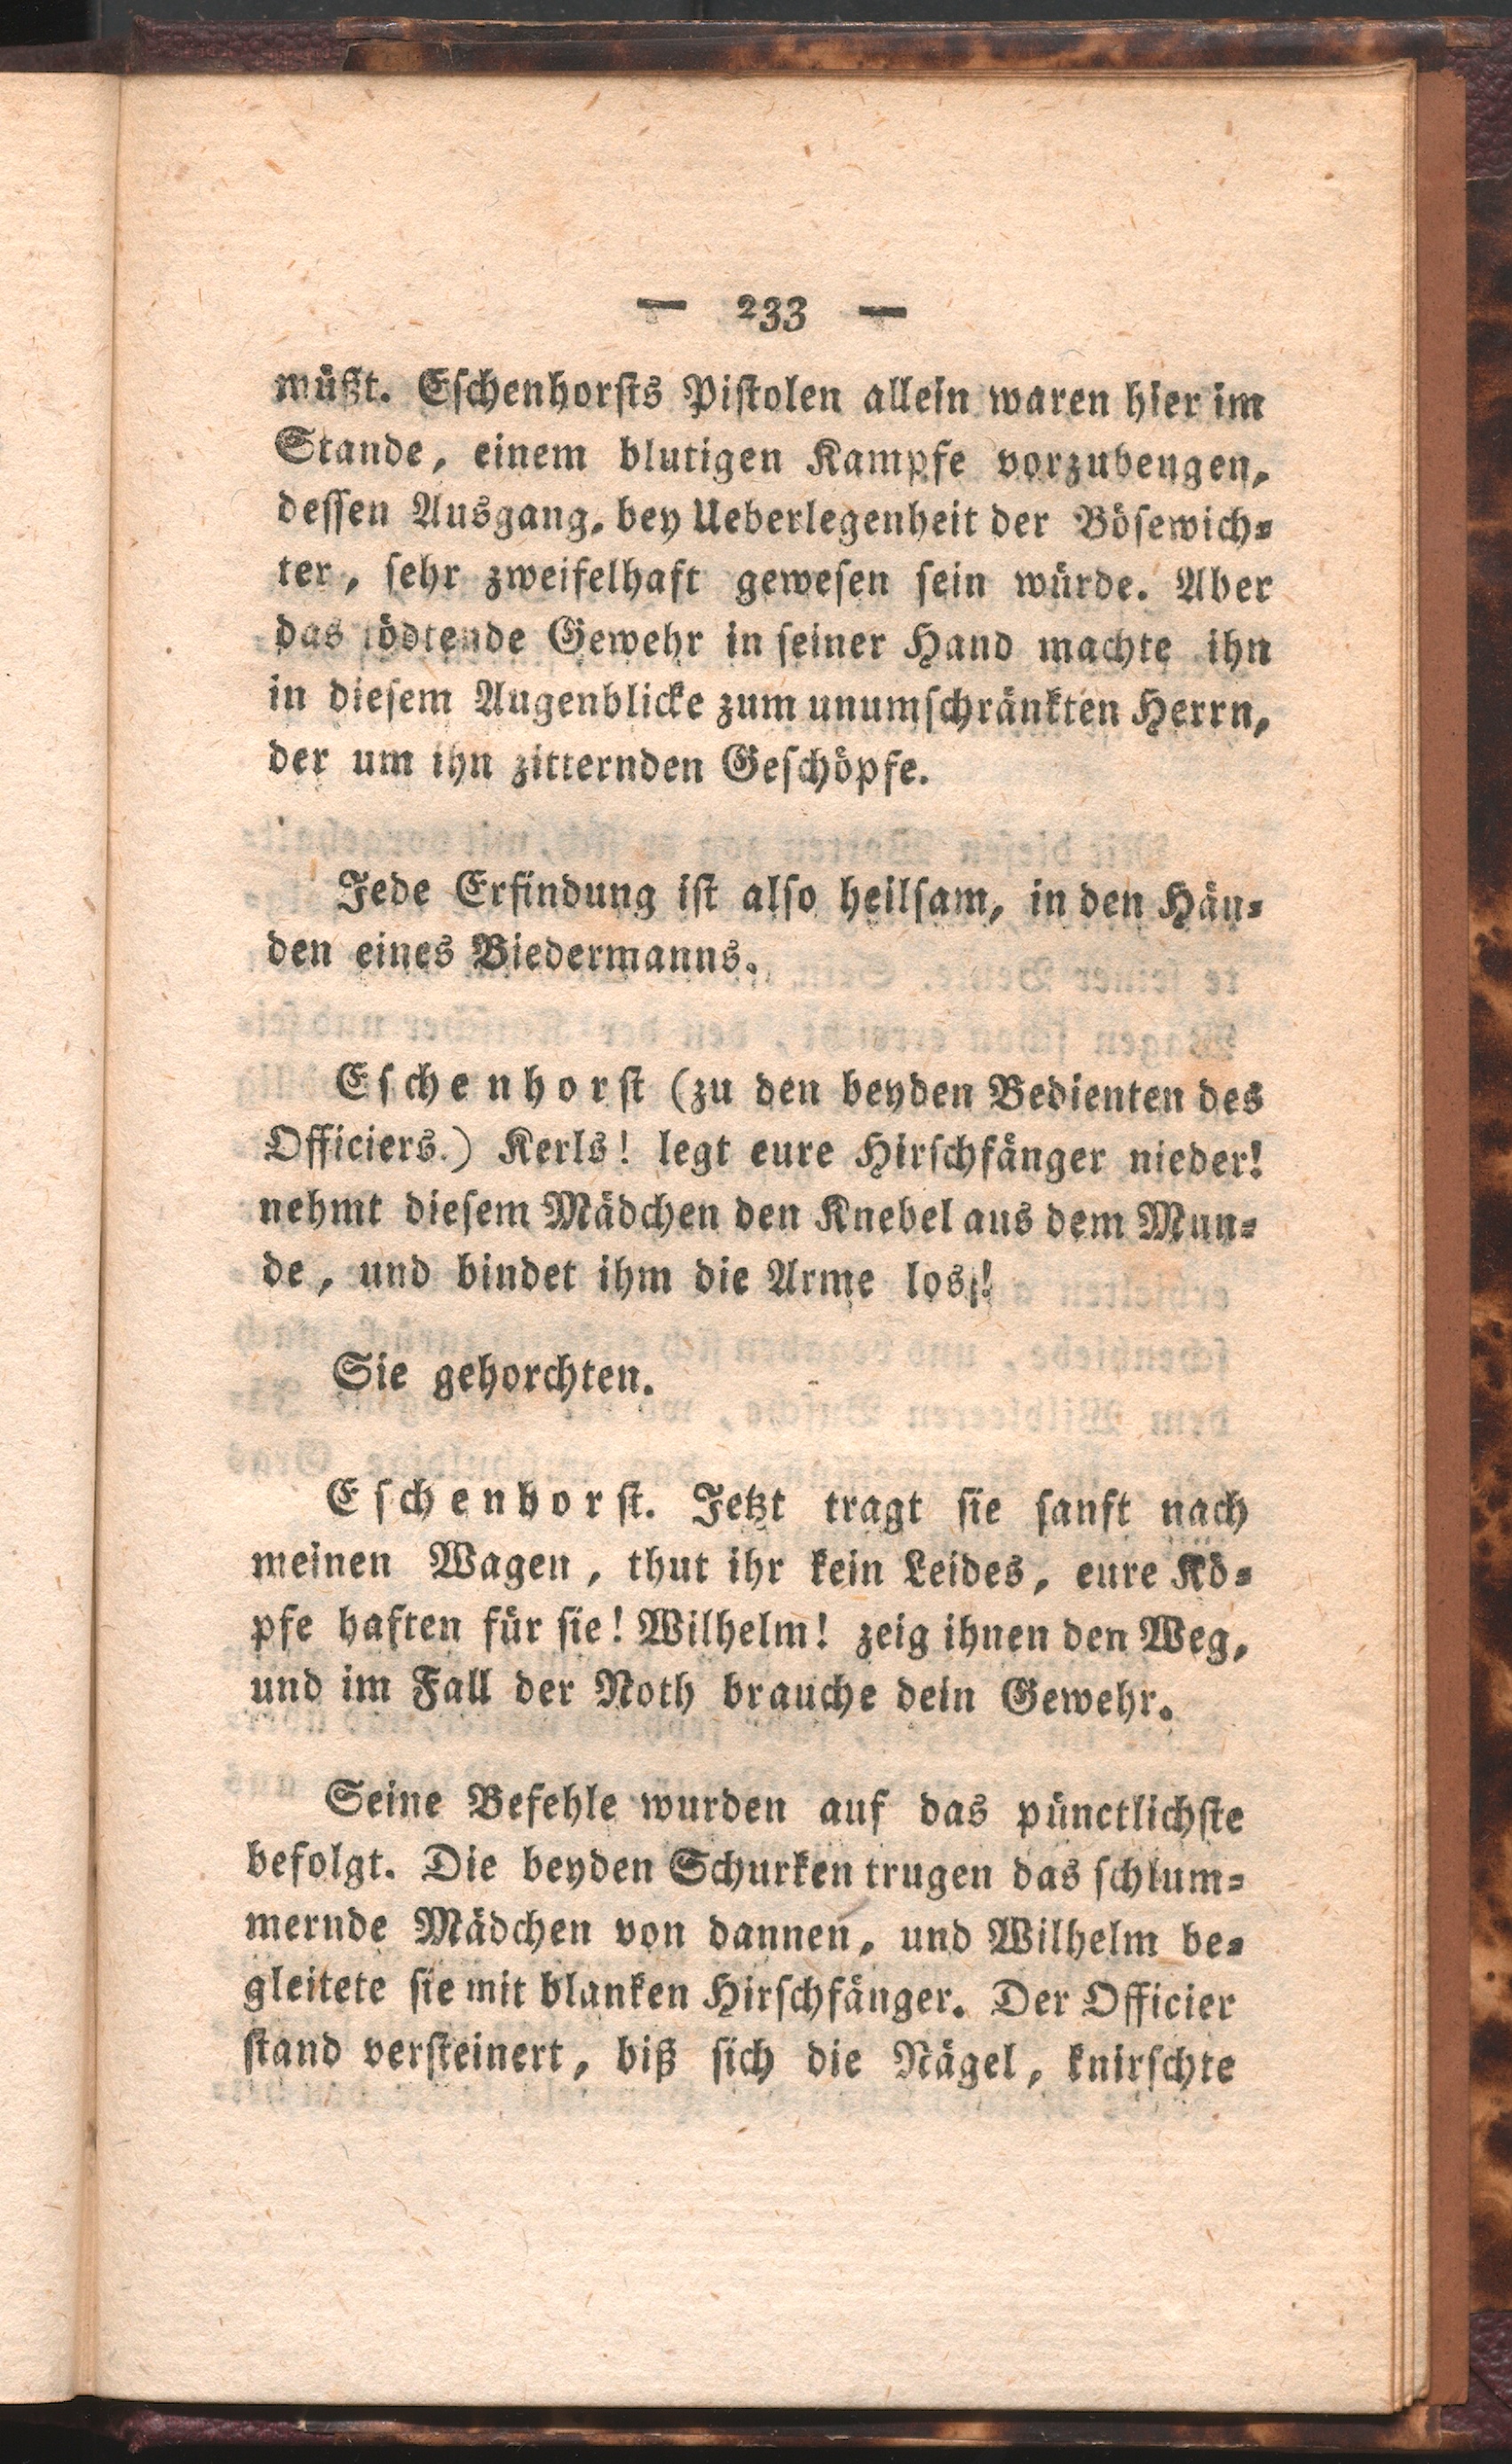 — 233 —
müßt. Eſchenhorſts Piſtolen allein waren hier im
Stande, einem blutigen Kampfe vorzubeugen,
deſſen Ausgang, bey Ueberlegenheit der Böſewich⸗
ter, ſehr zweifelhaft geweſen ſein würde. Aber
das tödtende Gewehr in ſeiner Hand machte ihn
in dieſem Augenblicke zum unumſchränkten Herrn,
der um ihn zitternden Geſchöpfe.
Jede Erfindung iſt alſo heilſam, in den Hän⸗
den eines Biedermanns.
Eſchenhorſt (zu den beyden Bedienten des
Officiers.) Kerls! legt eure Hirſchfänger nieder!
nehmt dieſem Mädchen den Knebel aus dem Mun⸗
de, und bindet ihm die Arme los!
Sie gehorchten.
Eſchenhorſt. Jetzt tragt ſie ſanft nach
meinen Wagen, thut ihr kein Leides, eure Kö⸗
pfe haften für ſie! Wilhelm! zeig ihnen den Weg,
und im Fall der Noth brauche dein Gewehr.
Seine Befehle wurden auf das pünctlichſte
befolgt. Die beyden Schurken trugen das ſchlum⸗
mernde Mädchen von dannen, und Wilhelm be⸗
gleitete ſie mit blanken Hirſchfänger. Der Officier
ſtand verſteinert, biß ſich die Nägel, knirſchte